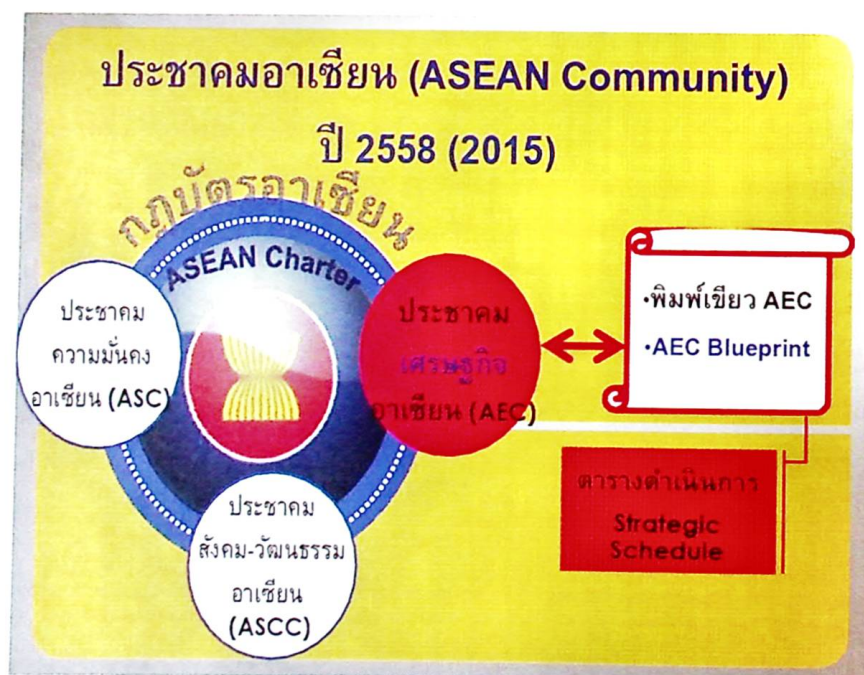 ประชาคมอาเซียน (ASEAN Community)
ปี 2558 (2015)
กฎบัตรอาเซียน
ASEAN Charter
ประชาคม
ความมั่นคง
อาเซียน (ASC)
ประชาคม
เศรษฐกิจ
อาเซียน (AEC)
•พิมพ์เขียว AEC
•AEC Blueprint
ประชาคม
สังคม-วัฒนธรรม
อาเซียน
(ASCC)
ตารางดำเนินการ
Strategic
Schedule